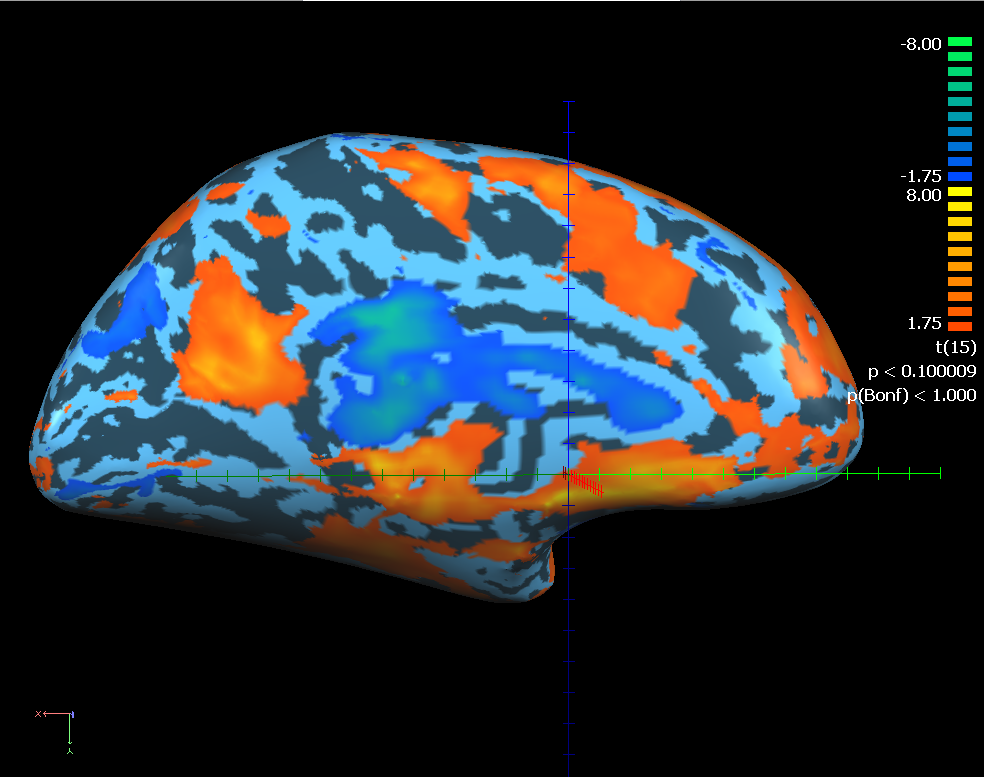 -8.00
-1.75
8.00
1.75
t(15)
p < 0.100009
p(Bonf) < 1.000
X
Y